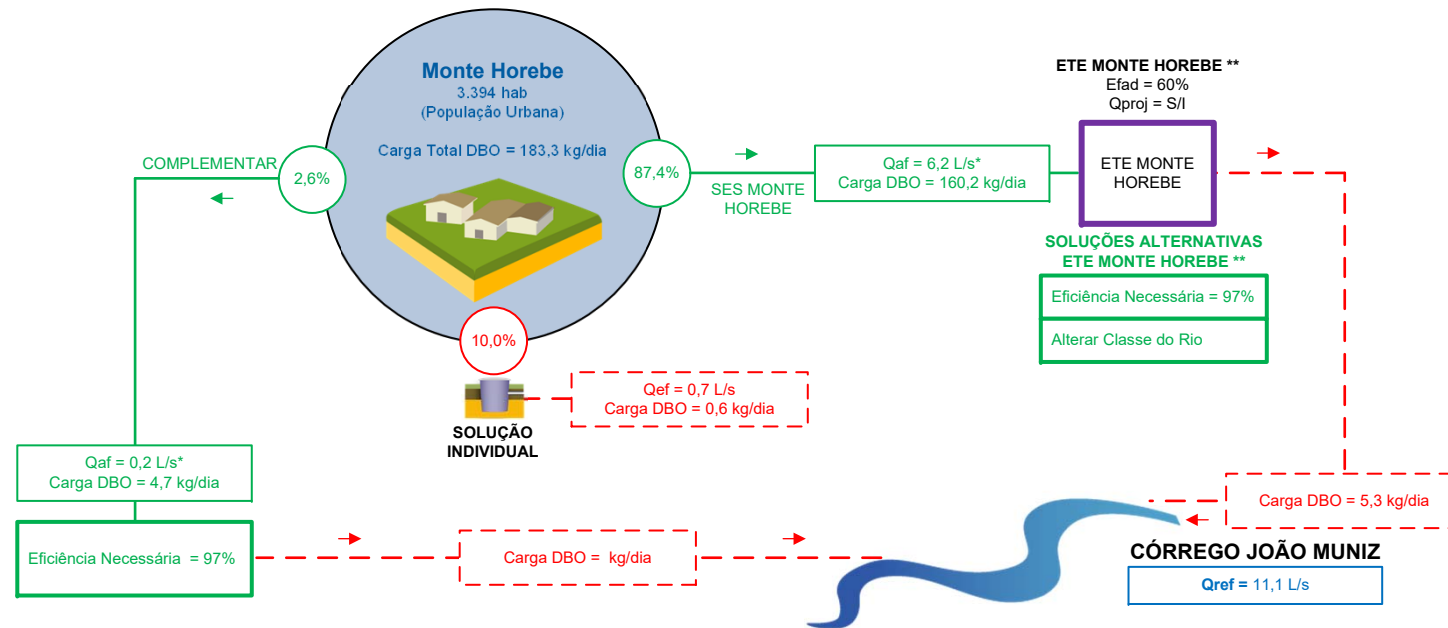 Monte Horebe
3.394 hab
(População Urbana)
Carga Total DBO = 183,3 kg/dia
COMPLEMENTAR
2,6%
87,4%
SES MONTE
HOREBE
Qaf = 6,2 L/s*
Carga DBO = 160,2 kg/dia
ETE MONTE HOREBE **
Efad = 60%
Qproj = S/I
ETE MONTE
HOREBE
SOLUÇÕES ALTERNATIVAS
ETE MONTE HOREBE **
Eficiência Necessária = 97%
Alterar Classe do Rio
10,0%
SOLUÇÃO
INDIVIDUAL
Qef = 0,7 L/s
Carga DBO = 0,6 kg/dia
Qaf = 0,2 L/s*
Carga DBO = 4,7 kg/dia
Eficiência Necessária = 97%
Carga DBO = kg/dia
Carga DBO = 5,3 kg/dia
CÓRREGO JOÃO MUNIZ
Qref = 11,1 L/s